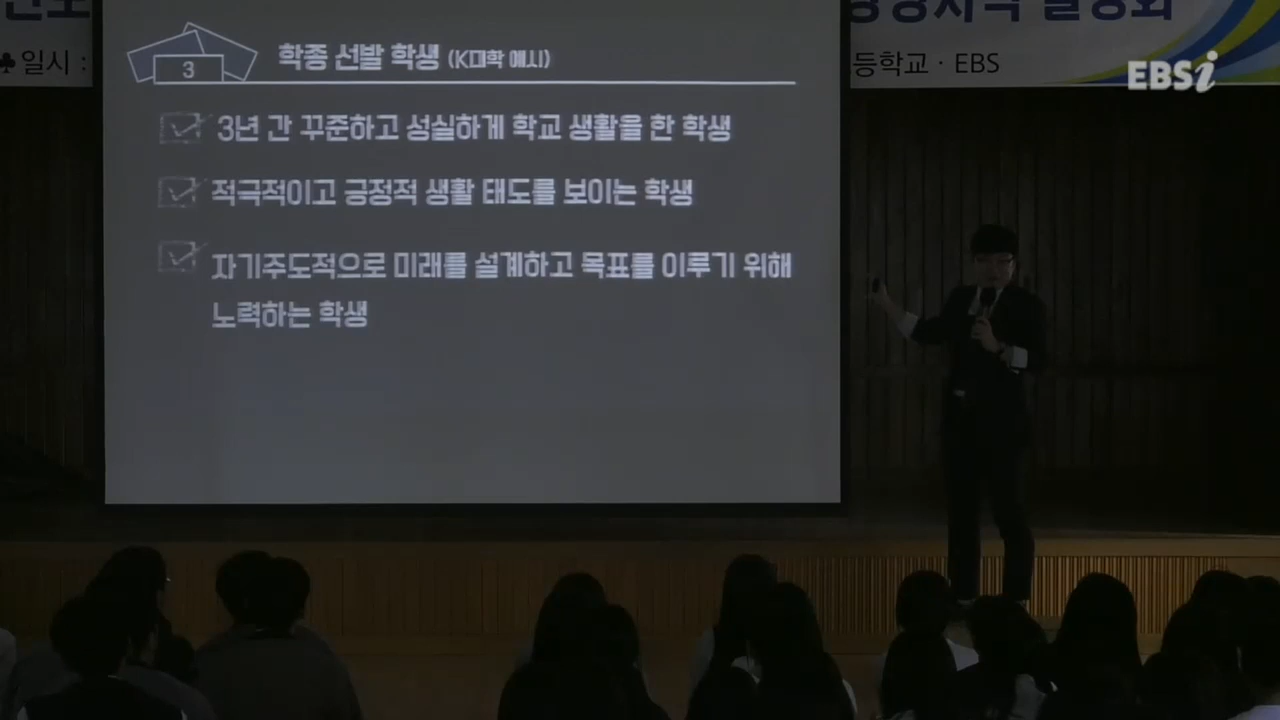 일시 :
등학교 · EBS
EBSi
3
학종 선발 학생 (K대학 예시)
3년 간 꾸준하고 성실하게 학교 생활을 한 학생
적극적이고 긍정적 생활 태도를 보이는 학생
자기주도적으로 미래를 설계하고 목표를 이루기 위해
노력하는 학생